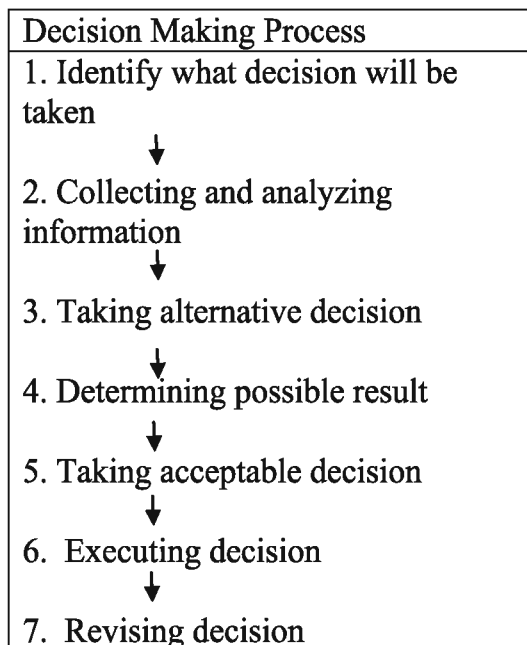 Decision Making Process
1. Identify what decision will be
taken
2. Collecting and analyzing
information
3. Taking alternative decision
4. Determining possible result
5. Taking acceptable decision
6. Executing decision
7. Revising decision